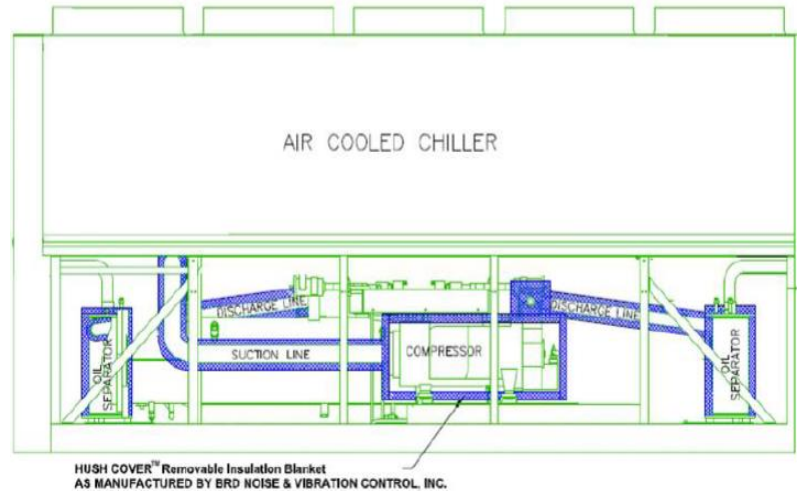 AIR COOLED CHILLER
DISCHARGE LINE
DISCHARGE LINE
SUCTION LINE
COMPRESSOR
OIL
SEPARATOR
OIL
SEPARATOR
HUSH COVER™ Removable Insulation Blanket
AS MANUFACTURED BY BRD NOISE & VIBRATION CONTROL, INC.